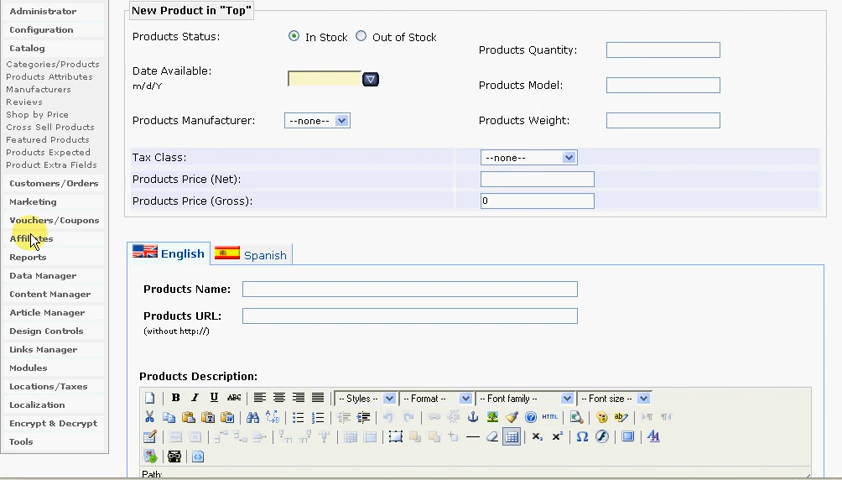 Administrator
Configuration
Catalog
Categories/Products
Products Attributes
Manufacturers
Reviews
Shop by Price
Cross Sell Products
Featured Products
Products Expected
Product Extra Fields
Customers/Orders
Marketing
Vouchers/Coupons
Affiliates
Reports
Data Manager
Content Manager
Article Manager
Design Controls
Links Manager
Modules
Locations/Taxes
Localization
Encrypt & Decrypt
Tools
New Product in "Top"
Products Status: In Stock Out of Stock
Products Quantity:
Date Available:
m/d/Y
Products Model:
Products Manufacturer: --none--
Products Weight:
Tax Class: --none--
Products Price (Net):
Products Price (Gross): 0
English Spanish
Products Name:
Products URL:
(without http://)
Products Description:
B I U ABC -- Styles -- -- Format -- -- Font family -- -- Font size --
HTML
Path: